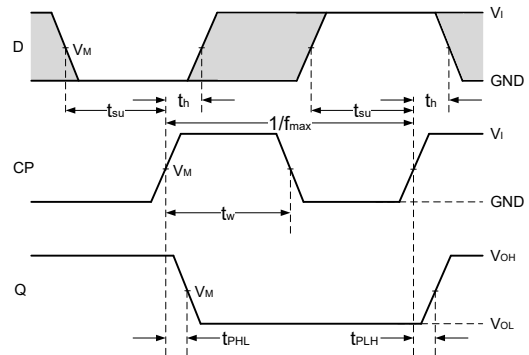 VI
D
VM
GND
tsu
th
tsu
th
1/fmax
VI
CP
VM
GND
tw
VOH
Q
VM
VOL
tPHL
tPLH